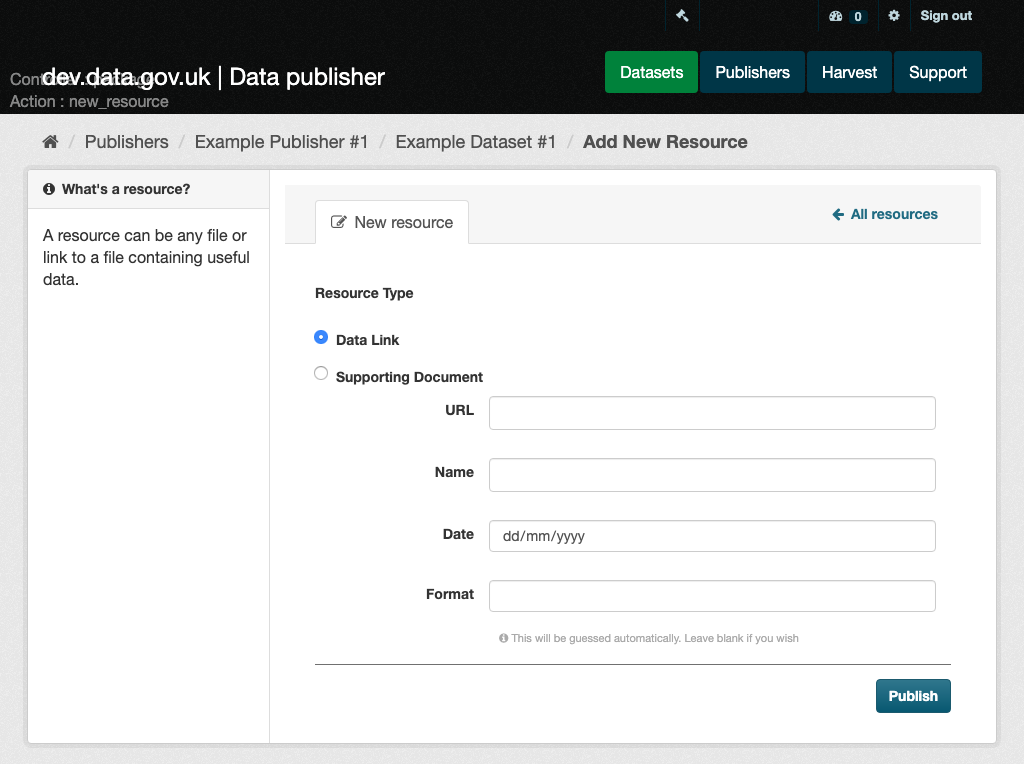 0 Sign out
dev.data.gov.uk | Data publisher
Datasets Publishers Harvest Support
Action : new_resource
/ Publishers / Example Publisher #1 / Example Dataset #1 / Add New Resource
What's a resource?
A resource can be any file or
link to a file containing useful
data.
New resource
All resources
Resource Type
Data Link
Supporting Document
URL
Name
Date dd/mm/yyyy
Format
This will be guessed automatically. Leave blank if you wish
Publish